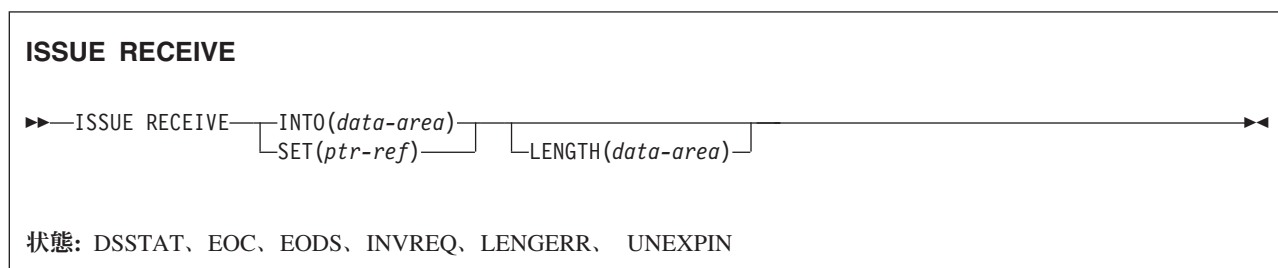 ISSUE RECEIVE
ISSUE RECEIVE INTO(data-area)
SET(ptr-ref) LENGTH(data-area)
状態: DSSTAT、EOC、EODS、INVREQ、LENGERR、 UNEXPIN